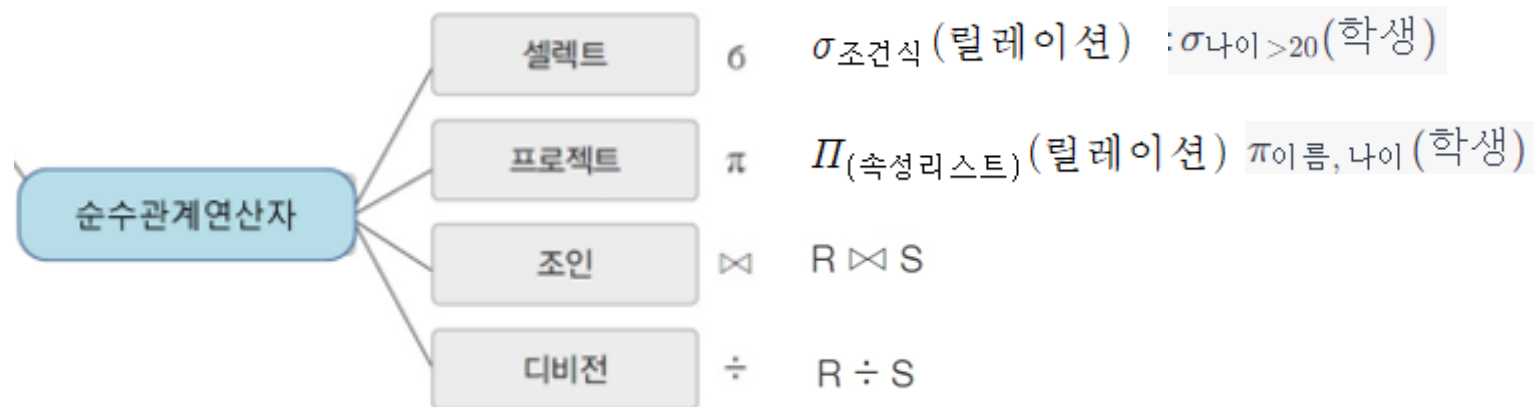 셀렉트 σ σ조건식(릴레이션) :σ나이>20(학생)
프로젝트 π Π(속성리스트)(릴레이션) π이름,나이(학생)
순수관계연산자
조인 ⋈ R ⋈ S
디비전 ÷ R ÷ S